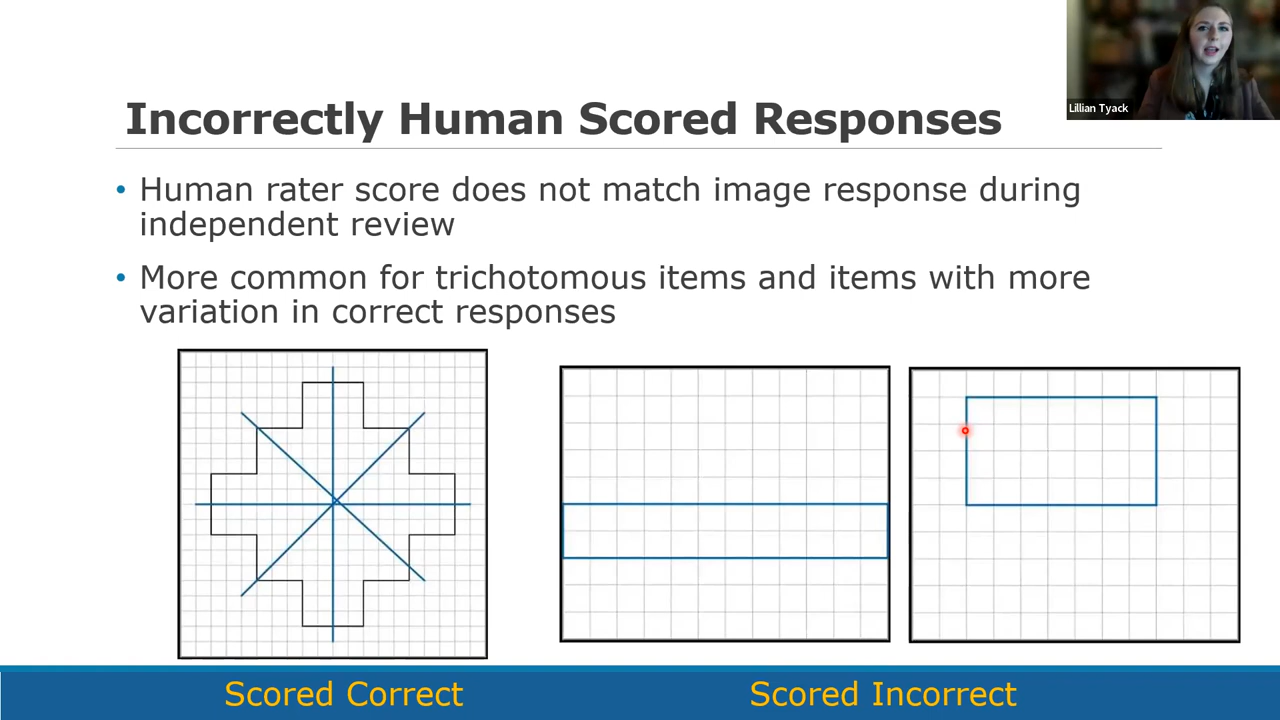 Lillian Tyack
Incorrectly Human Scored Responses
• Human rater score does not match image response during
independent review
• More common for trichotomous items and items with more
variation in correct responses
Scored Correct
Scored Incorrect